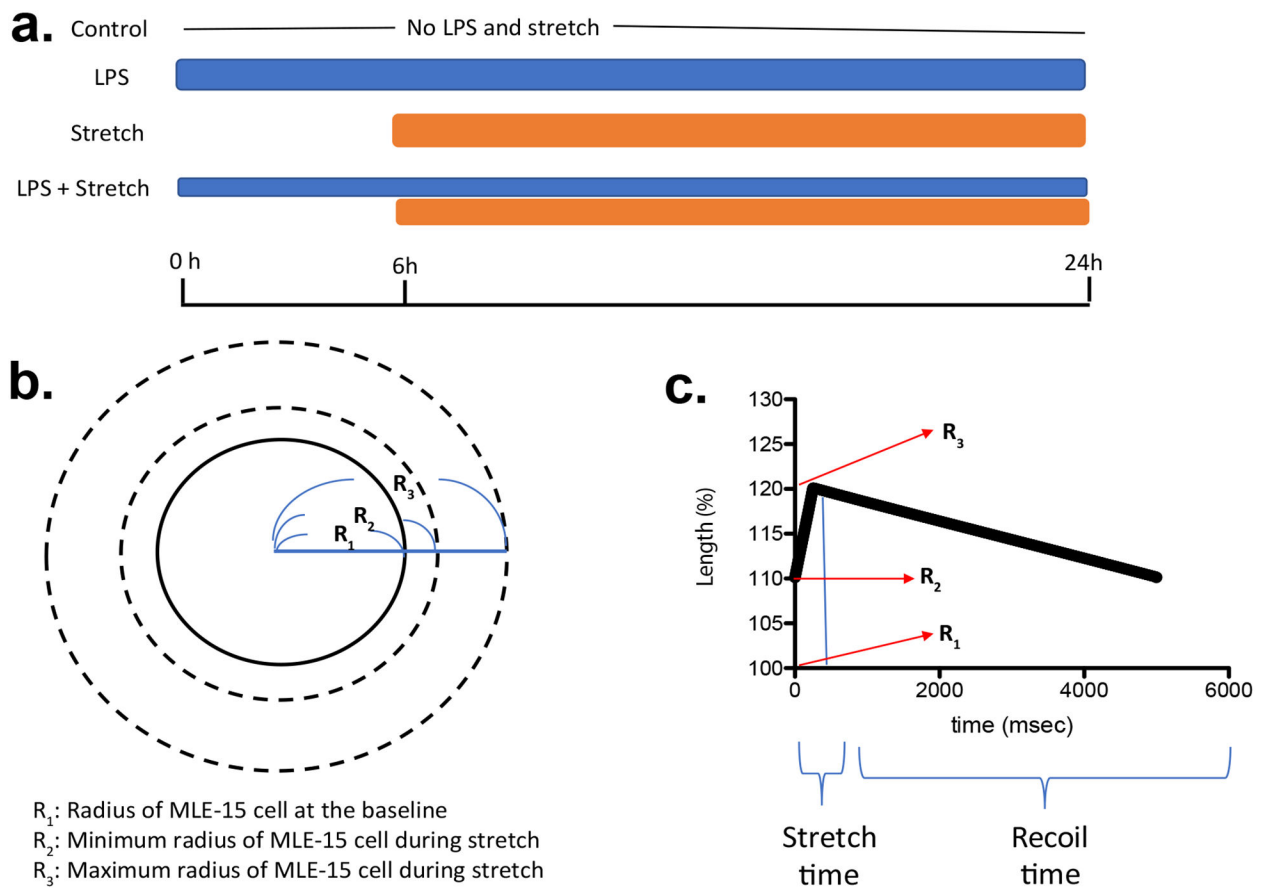 a.
Control
No LPS and stretch
LPS
Stretch
LPS + Stretch
0 h
6h
24h
b.
R₃
R₂
R₁
R₁: Radius of MLE-15 cell at the baseline
R₂: Minimum radius of MLE-15 cell during stretch
R₃: Maximum radius of MLE-15 cell during stretch
c.
130
125
120
115
110
105
100
Length (%)
R₃
R₂
R₁
0
2000
4000
6000
time (msec)
Stretch
time
Recoil
time